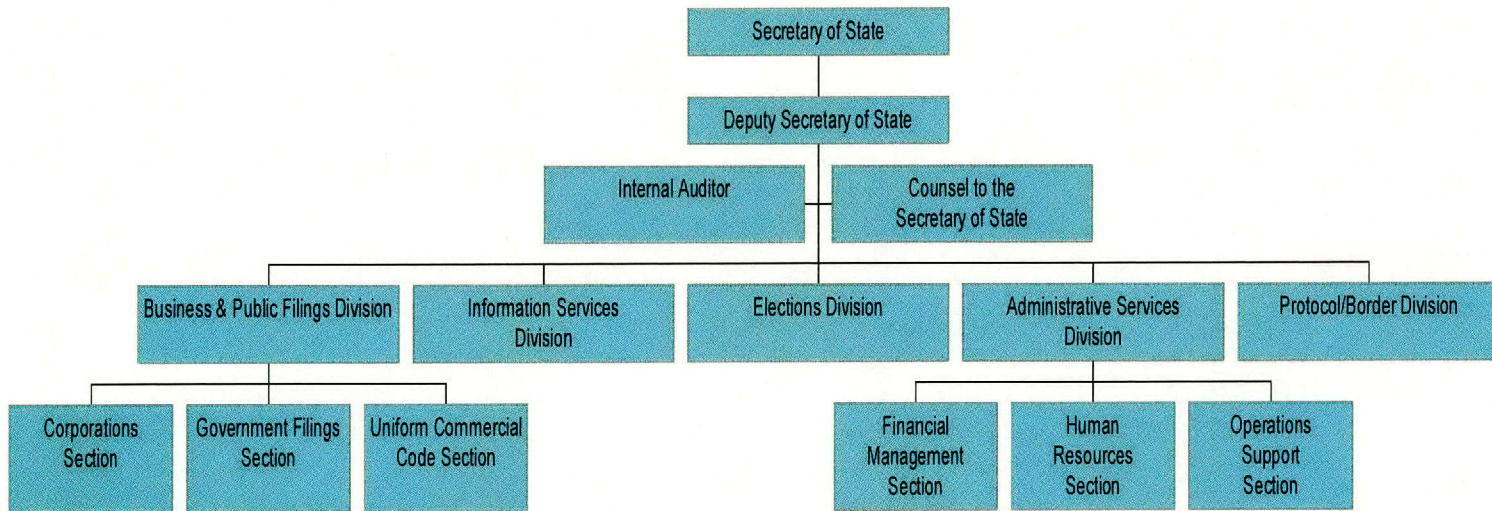 Secretary of State
Deputy Secretary of State
Internal Auditor
Counsel to the
Secretary of State
Business & Public Filings Division
Information Services
Division
Elections Division
Administrative Services
Division
Protocol/Border Division
Corporations
Section
Government Filings
Section
Uniform Commercial
Code Section
Financial
Management
Section
Human
Resources
Section
Operations
Support
Section